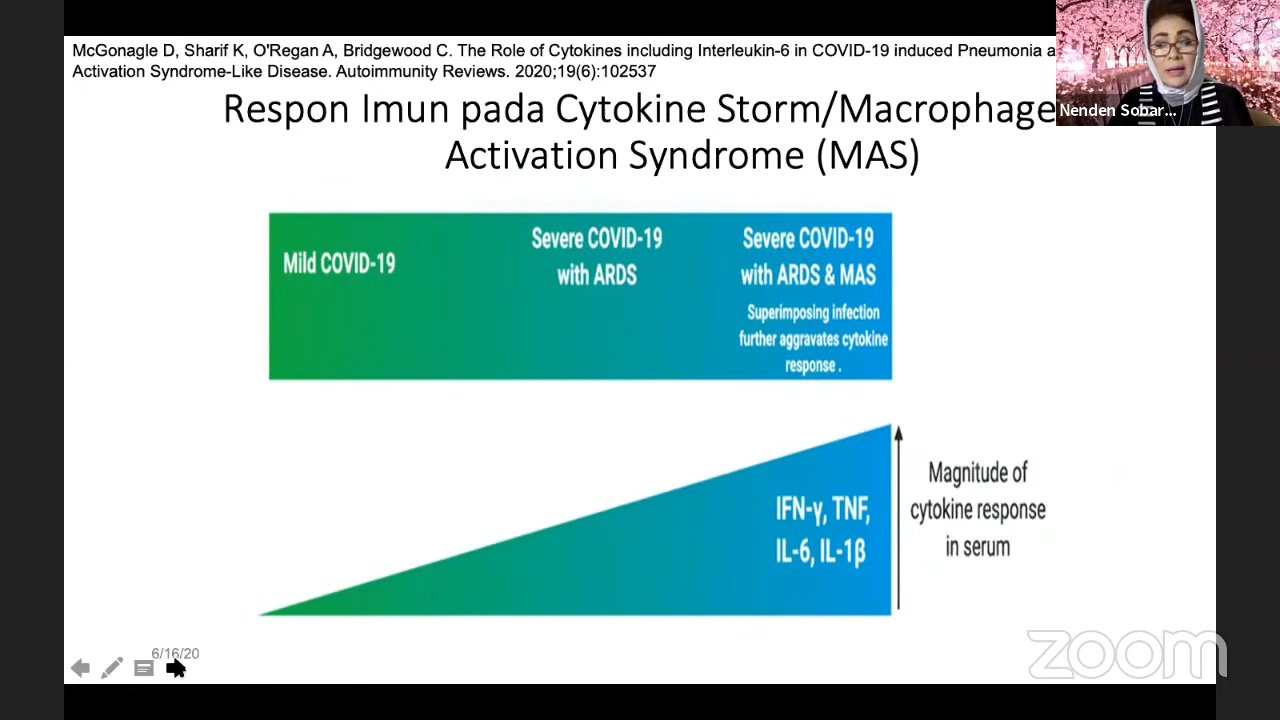 McGonagle D, Sharif K, O'Regan A, Bridgewood C. The Role of Cytokines including Interleukin-6 in COVID-19 induced Pneumonia a
Activation Syndrome-Like Disease. Autoimmunity Reviews. 2020;19(6):102537
Nenden Sobar...
Respon Imun pada Cytokine Storm/Macrophage
Activation Syndrome (MAS)
Mild COVID-19
Severe COVID-19
with ARDS
Severe COVID-19
with ARDS & MAS
Superimposing infection
further aggravates cytokine
response .
IFN-γ, TNF,
IL-6, IL-1β
Magnitude of
cytokine response
in serum
6/16/20
zoom